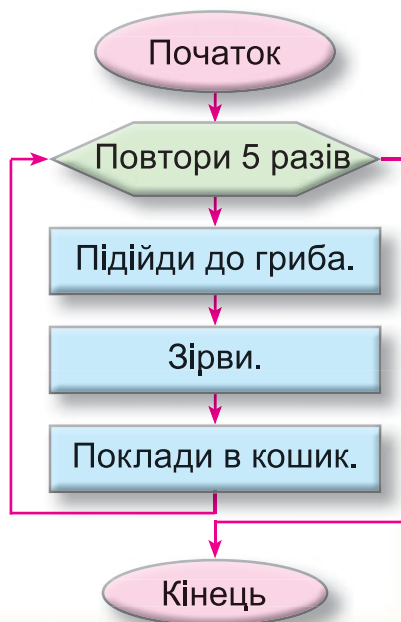 Початок
Повтори 5 разів
Підійди до гриба.
Зірви.
Поклади в кошик.
Кінець